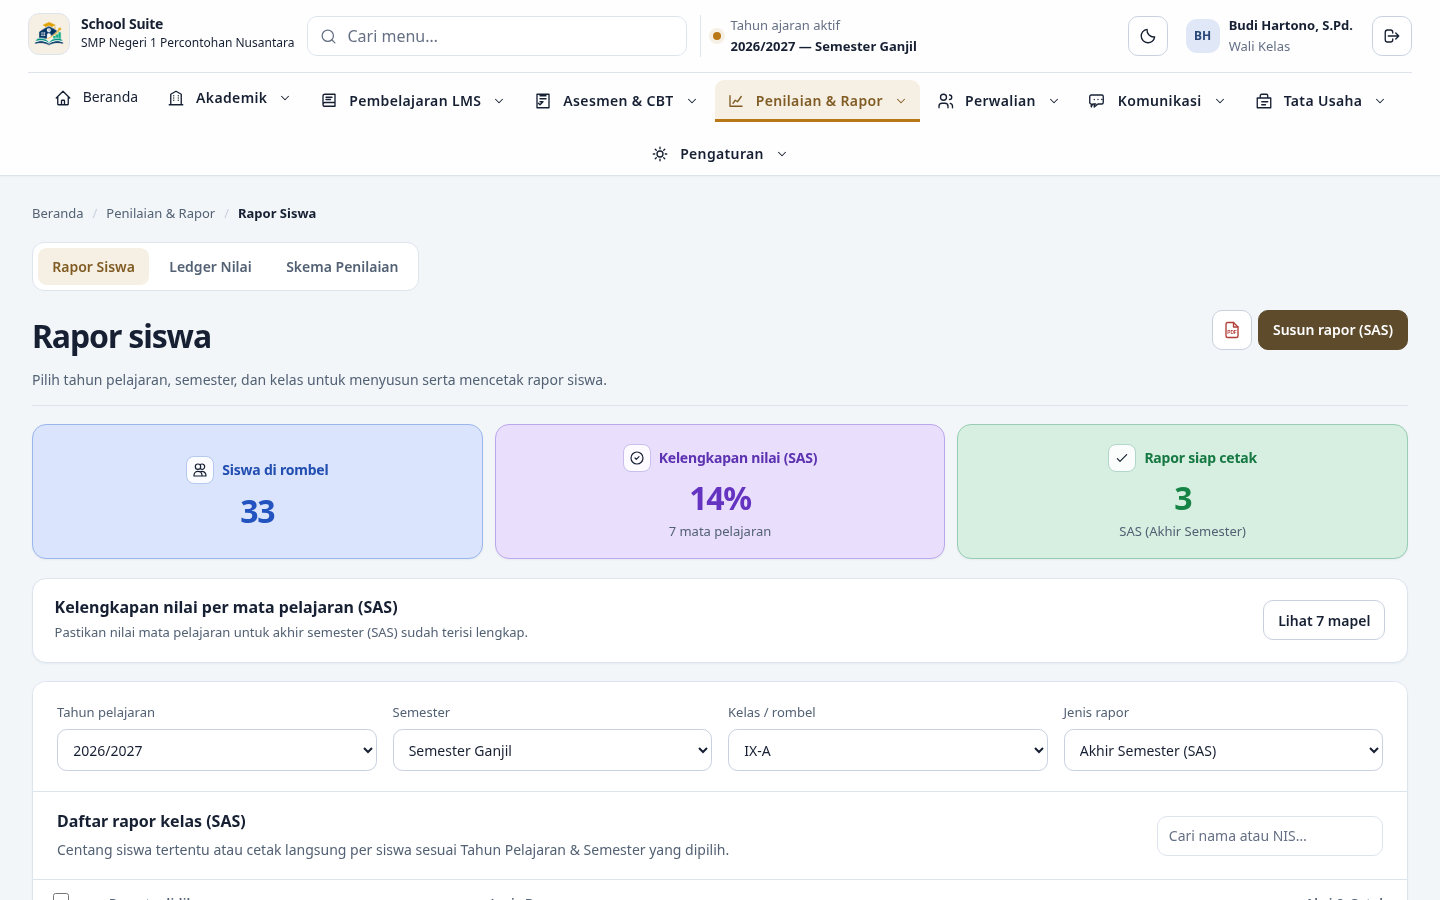 School Suite
SMP Negeri 1 Percontohan Nusantara
Cari menu...
Tahun ajaran aktif
2026/2027 — Semester Ganjil
BH
Budi Hartono, S.Pd.
Wali Kelas
Beranda
Akademik
Pembelajaran LMS
Asesmen & CBT
Penilaian & Rapor
Perwalian
Komunikasi
Tata Usaha
Pengaturan
Beranda / Penilaian & Rapor / Rapor Siswa
Rapor Siswa
Ledger Nilai
Skema Penilaian
Rapor siswa
PDF
Susun rapor (SAS)
Pilih tahun pelajaran, semester, dan kelas untuk menyusun serta mencetak rapor siswa.
Siswa di rombel
33
Kelengkapan nilai (SAS)
14%
7 mata pelajaran
Rapor siap cetak
3
SAS (Akhir Semester)
Kelengkapan nilai per mata pelajaran (SAS)
Pastikan nilai mata pelajaran untuk akhir semester (SAS) sudah terisi lengkap.
Lihat 7 mapel
Tahun pelajaran
Semester
Kelas / rombel
Jenis rapor
2026/2027
Semester Ganjil
IX-A
Akhir Semester (SAS)
Daftar rapor kelas (SAS)
Centang siswa tertentu atau cetak langsung per siswa sesuai Tahun Pelajaran & Semester yang dipilih.
Cari nama atau NIS...